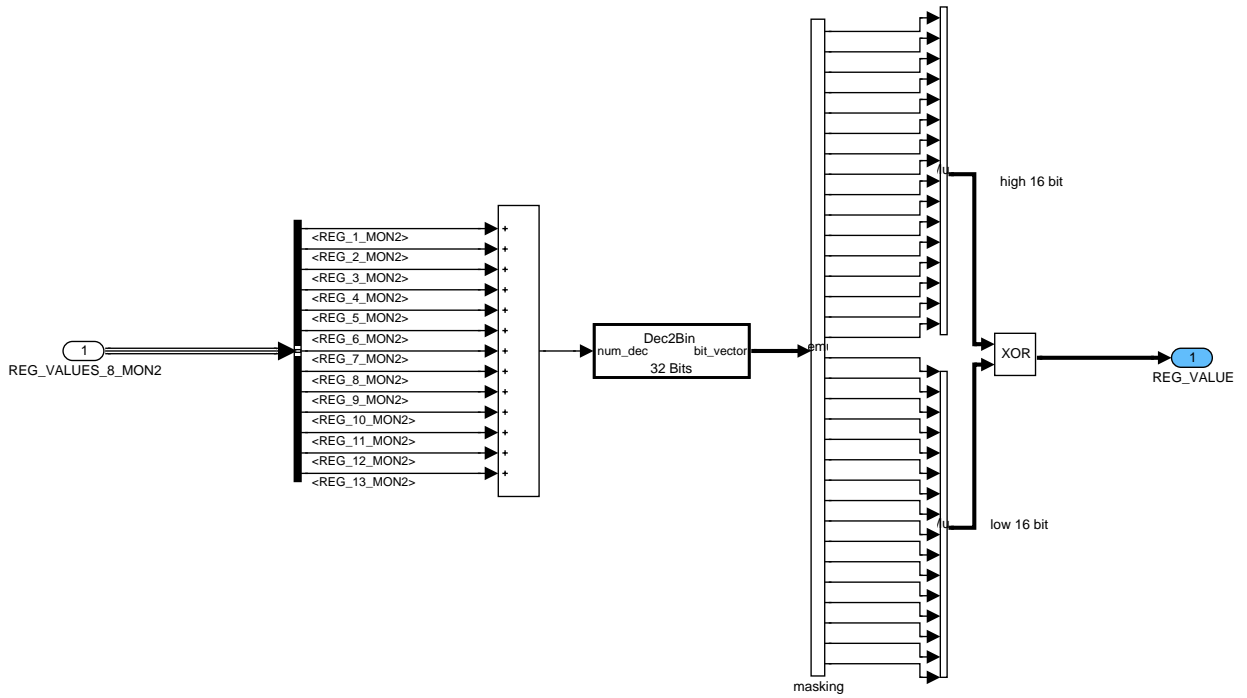 1
REG_VALUES_8_MON2
<REG_1_MON2>
<REG_2_MON2>
<REG_3_MON2>
<REG_4_MON2>
<REG_5_MON2>
<REG_6_MON2>
<REG_7_MON2>
<REG_8_MON2>
<REG_9_MON2>
<REG_10_MON2>
<REG_11_MON2>
<REG_12_MON2>
<REG_13_MON2>
+
+
+
+
+
+
+
+
+
+
+
+
+
Dec2Bin
num_dec bit_vector
32 Bits
masking
high 16 bit
low 16 bit
XOR
1
REG_VALUE